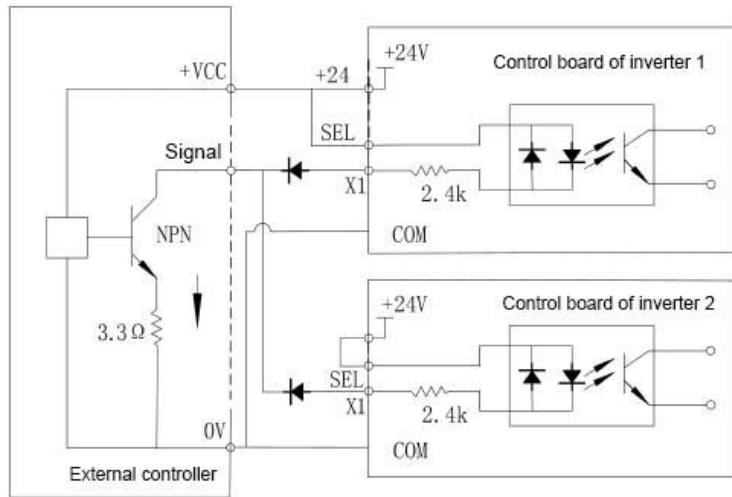 +24V
Control board of inverter 1
+VCC
+24
SEL
Signal
X1
2.4k
NPN
COM
3.3Ω
+24V
Control board of inverter 2
SEL
X1
2.4k
0V
COM
External controller